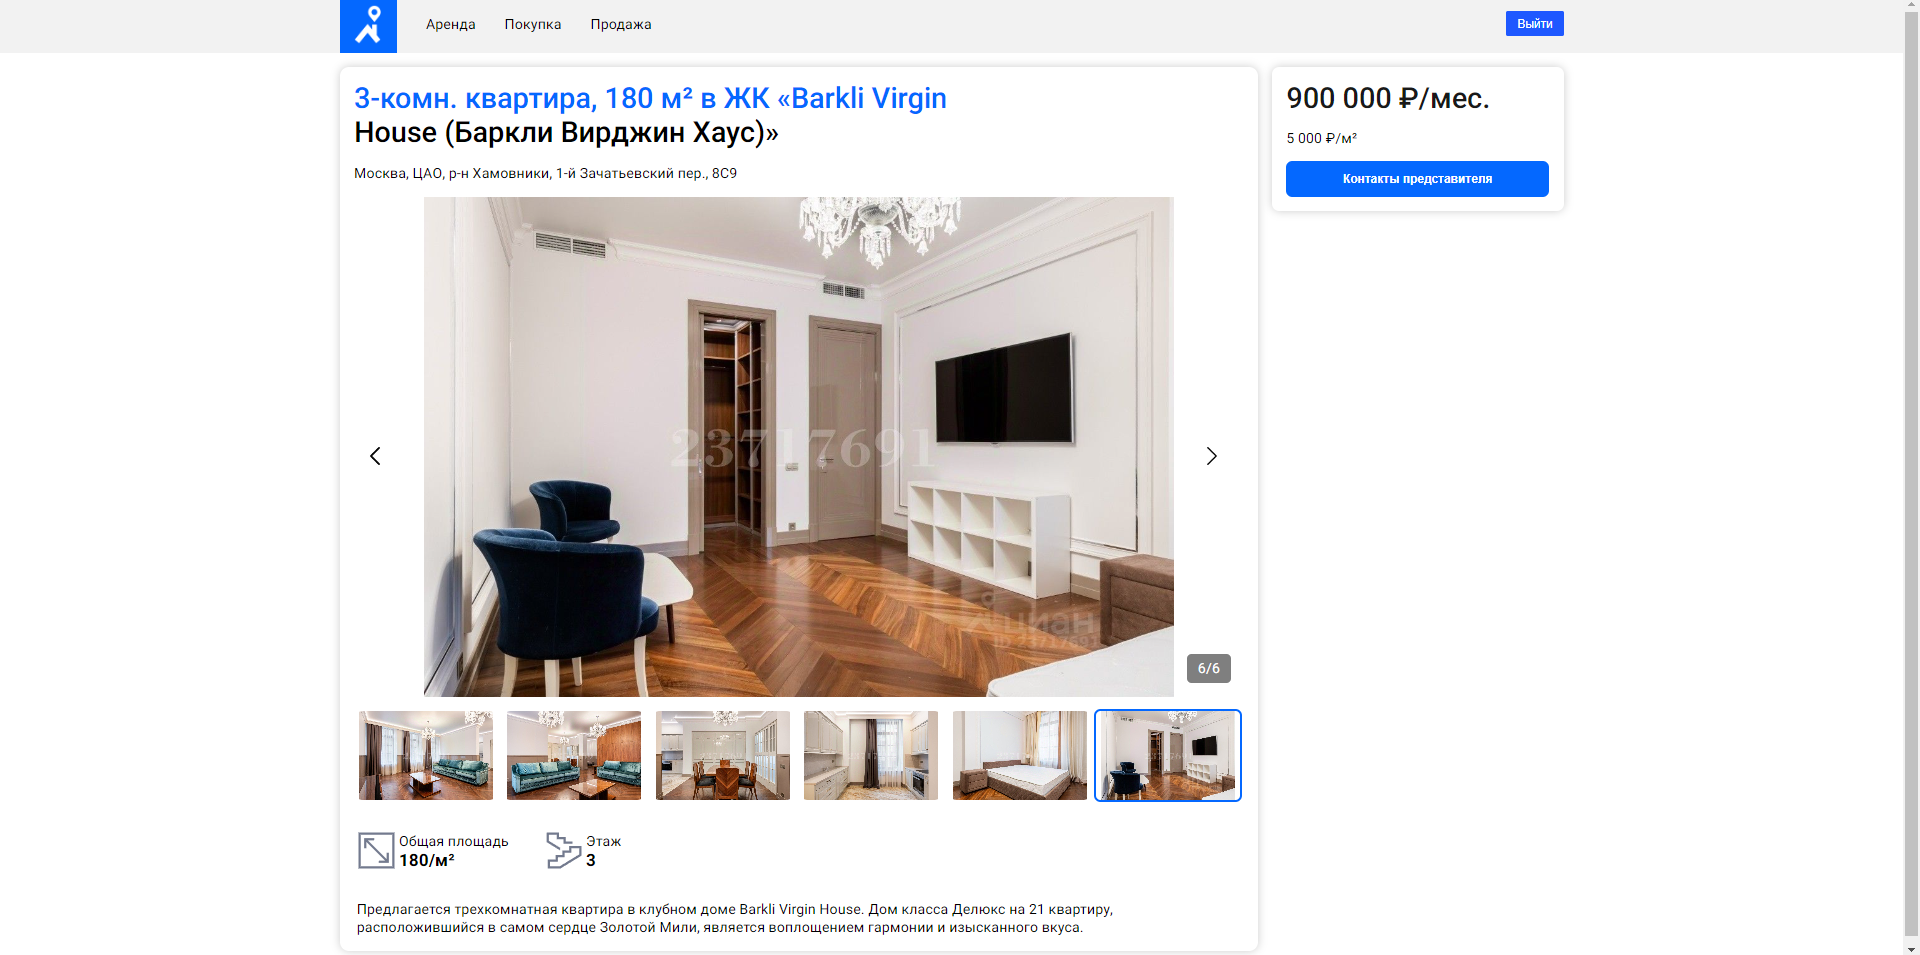 Аренда
Покупка
Продажа
Выйти
3-комн. квартира, 180 м² в ЖК «Barkli Virgin
House (Баркли Вирджин Хаус)»
Москва, ЦАО, р-н Хамовники, 1-й Зачатьевский пер., 8С9
900 000 ₽/мес.
5 000 ₽/м²
Контакты представителя
23717691
циан
ID 23717691
6/6
Общая площадь
180/м²
Этаж
3
Предлагается трехкомнатная квартира в клубном доме Barkli Virgin House. Дом класса Делюкс на 21 квартиру,
расположившийся в самом сердце Золотой Мили, является воплощением гармонии и изысканного вкуса.